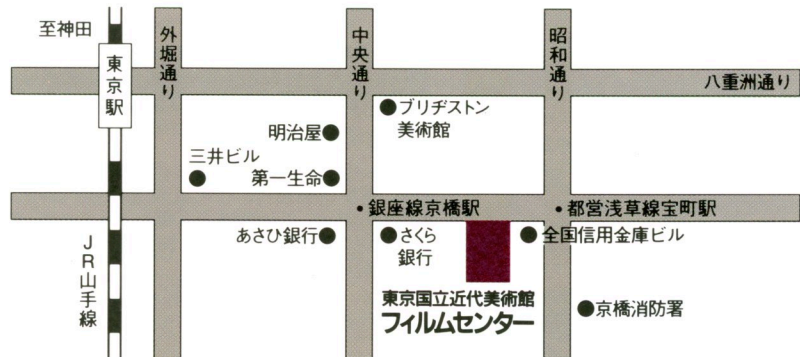 至神田
東京駅
外堀通り
中央通り
昭和通り
八重洲通り
ブリヂストン
美術館
明治屋
三井ビル
第一生命
銀座線京橋駅
都営浅草線宝町駅
あさひ銀行
さくら
銀行
全国信用金庫ビル
JR山手線
東京国立近代美術館
フィルムセンター
京橋消防署